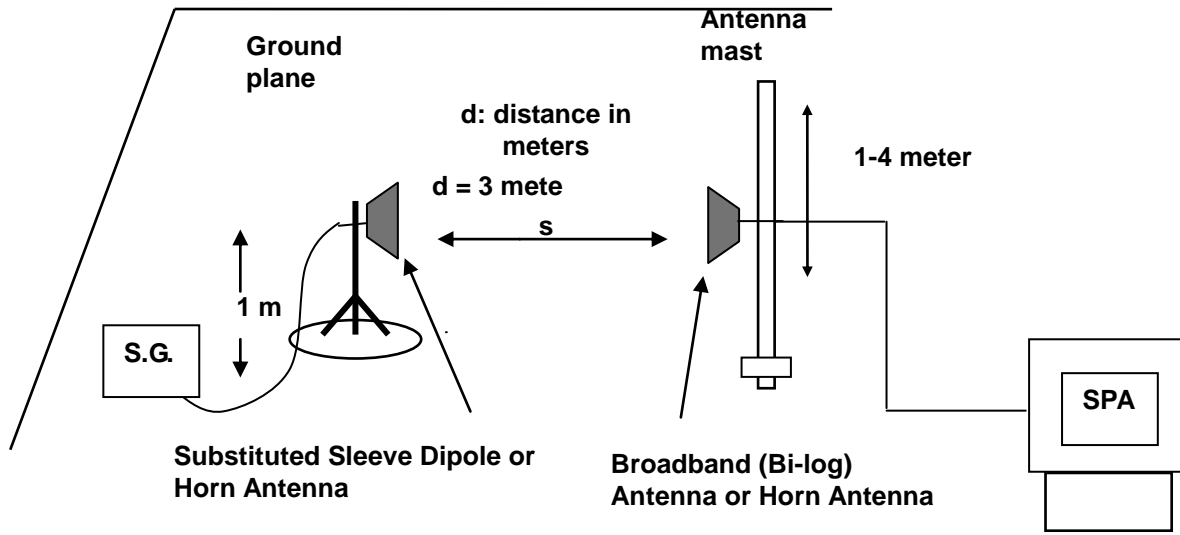 Ground
plane
Antenna
mast
d: distance in
meters
d = 3 mete
s
1-4 meter
1 m
S.G.
SPA
Substituted Sleeve Dipole or
Horn Antenna
Broadband (Bi-log)
Antenna or Horn Antenna